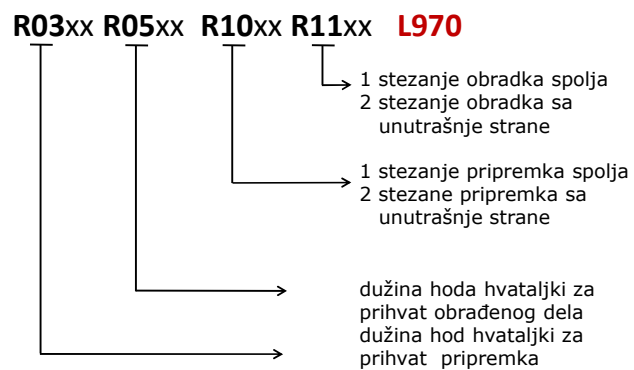 R03xx R05xx R10xx R11xx L970
1 stezanje obradka spolja
2 stezanje obradka sa
unutrašnje strane
1 stezanje pripremka spolja
2 stezane pripremka sa
unutrašnje strane
dužina hoda hvataljki za
prihvat obrađenog dela
dužina hod hvataljki za
prihvat pripremka